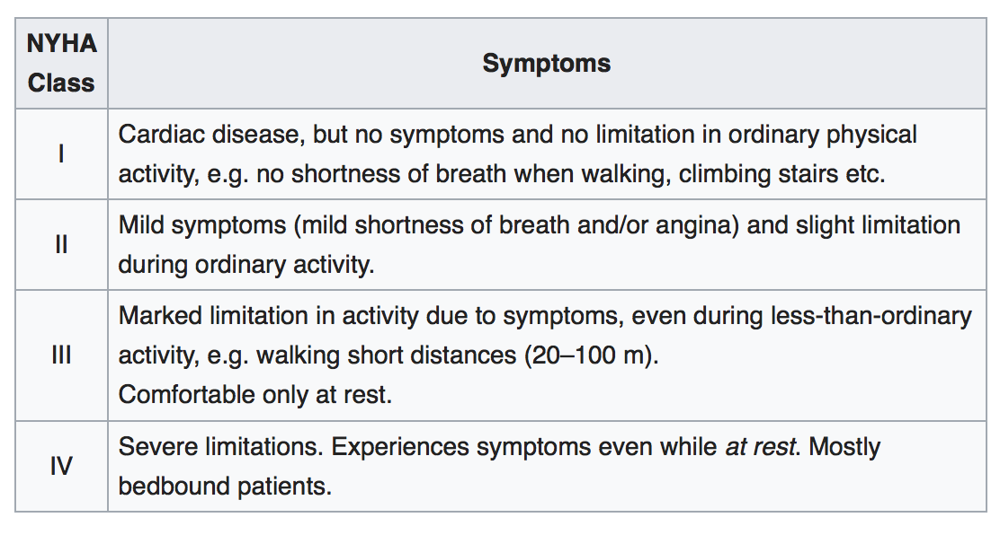 NYHA
Class
Symptoms
I
Cardiac disease, but no symptoms and no limitation in ordinary physical
activity, e.g. no shortness of breath when walking, climbing stairs etc.
II
Mild symptoms (mild shortness of breath and/or angina) and slight limitation
during ordinary activity.
III
Marked limitation in activity due to symptoms, even during less-than-ordinary
activity, e.g. walking short distances (20–100 m).
Comfortable only at rest.
IV
Severe limitations. Experiences symptoms even while at rest. Mostly
bedbound patients.